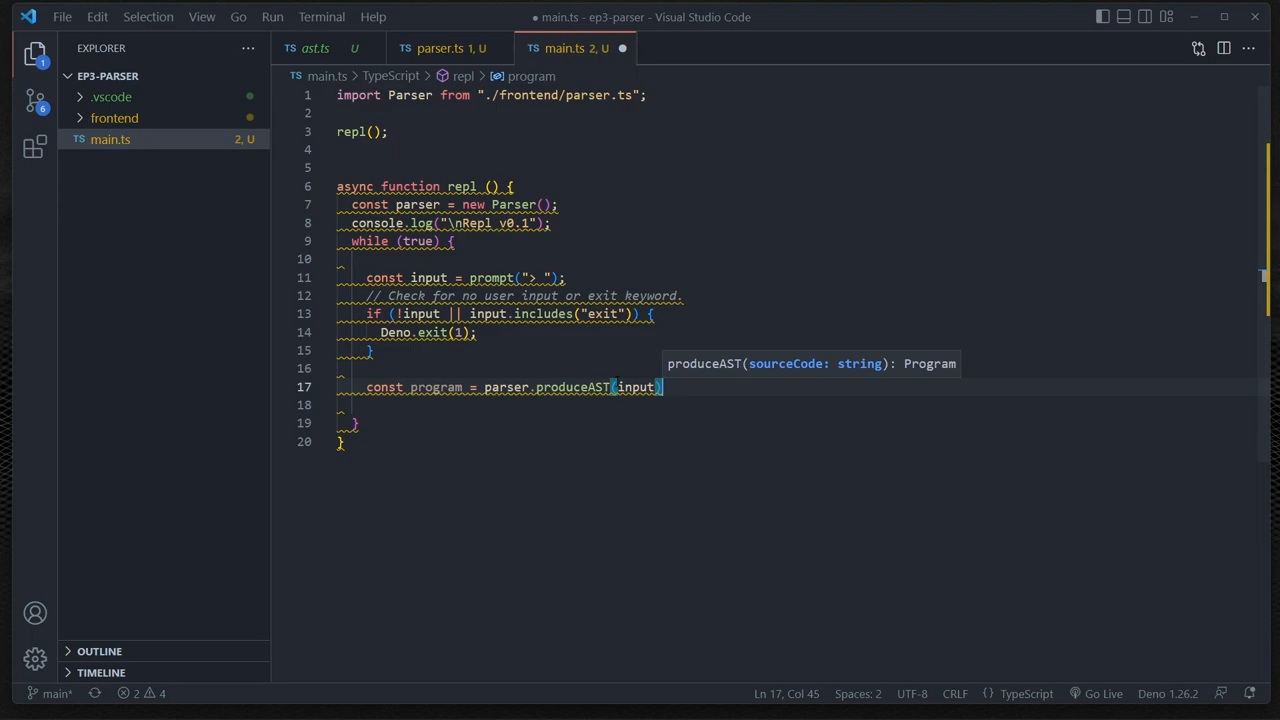 File Edit Selection View Go Run Terminal Help ● main.ts - ep3-parser - Visual Studio Code
EXPLORER ···
ast.ts U parser.ts 1, U main.ts 2, U
EP3-PARSER
.vscode
frontend
TS main.ts 2, U
1
6
TS main.ts > TypeScript > repl > program
1 import Parser from "./frontend/parser.ts";
2
3 repl();
4
5
6 async function repl () {
7 const parser = new Parser();
8 console.log("\nRepl v0.1");
9 while (true) {
10
11 const input = prompt("> ");
12 // Check for no user input or exit keyword.
13 if (!input || input.includes("exit")) {
14 Deno.exit(1);
15 }
16
produceAST(sourceCode: string): Program
17 const program = parser.produceAST(input)
18
19 }
20 }
OUTLINE
TIMELINE
main* 2 4 Ln 17, Col 45 Spaces: 2 UTF-8 CRLF {} TypeScript Go Live Deno 1.26.2